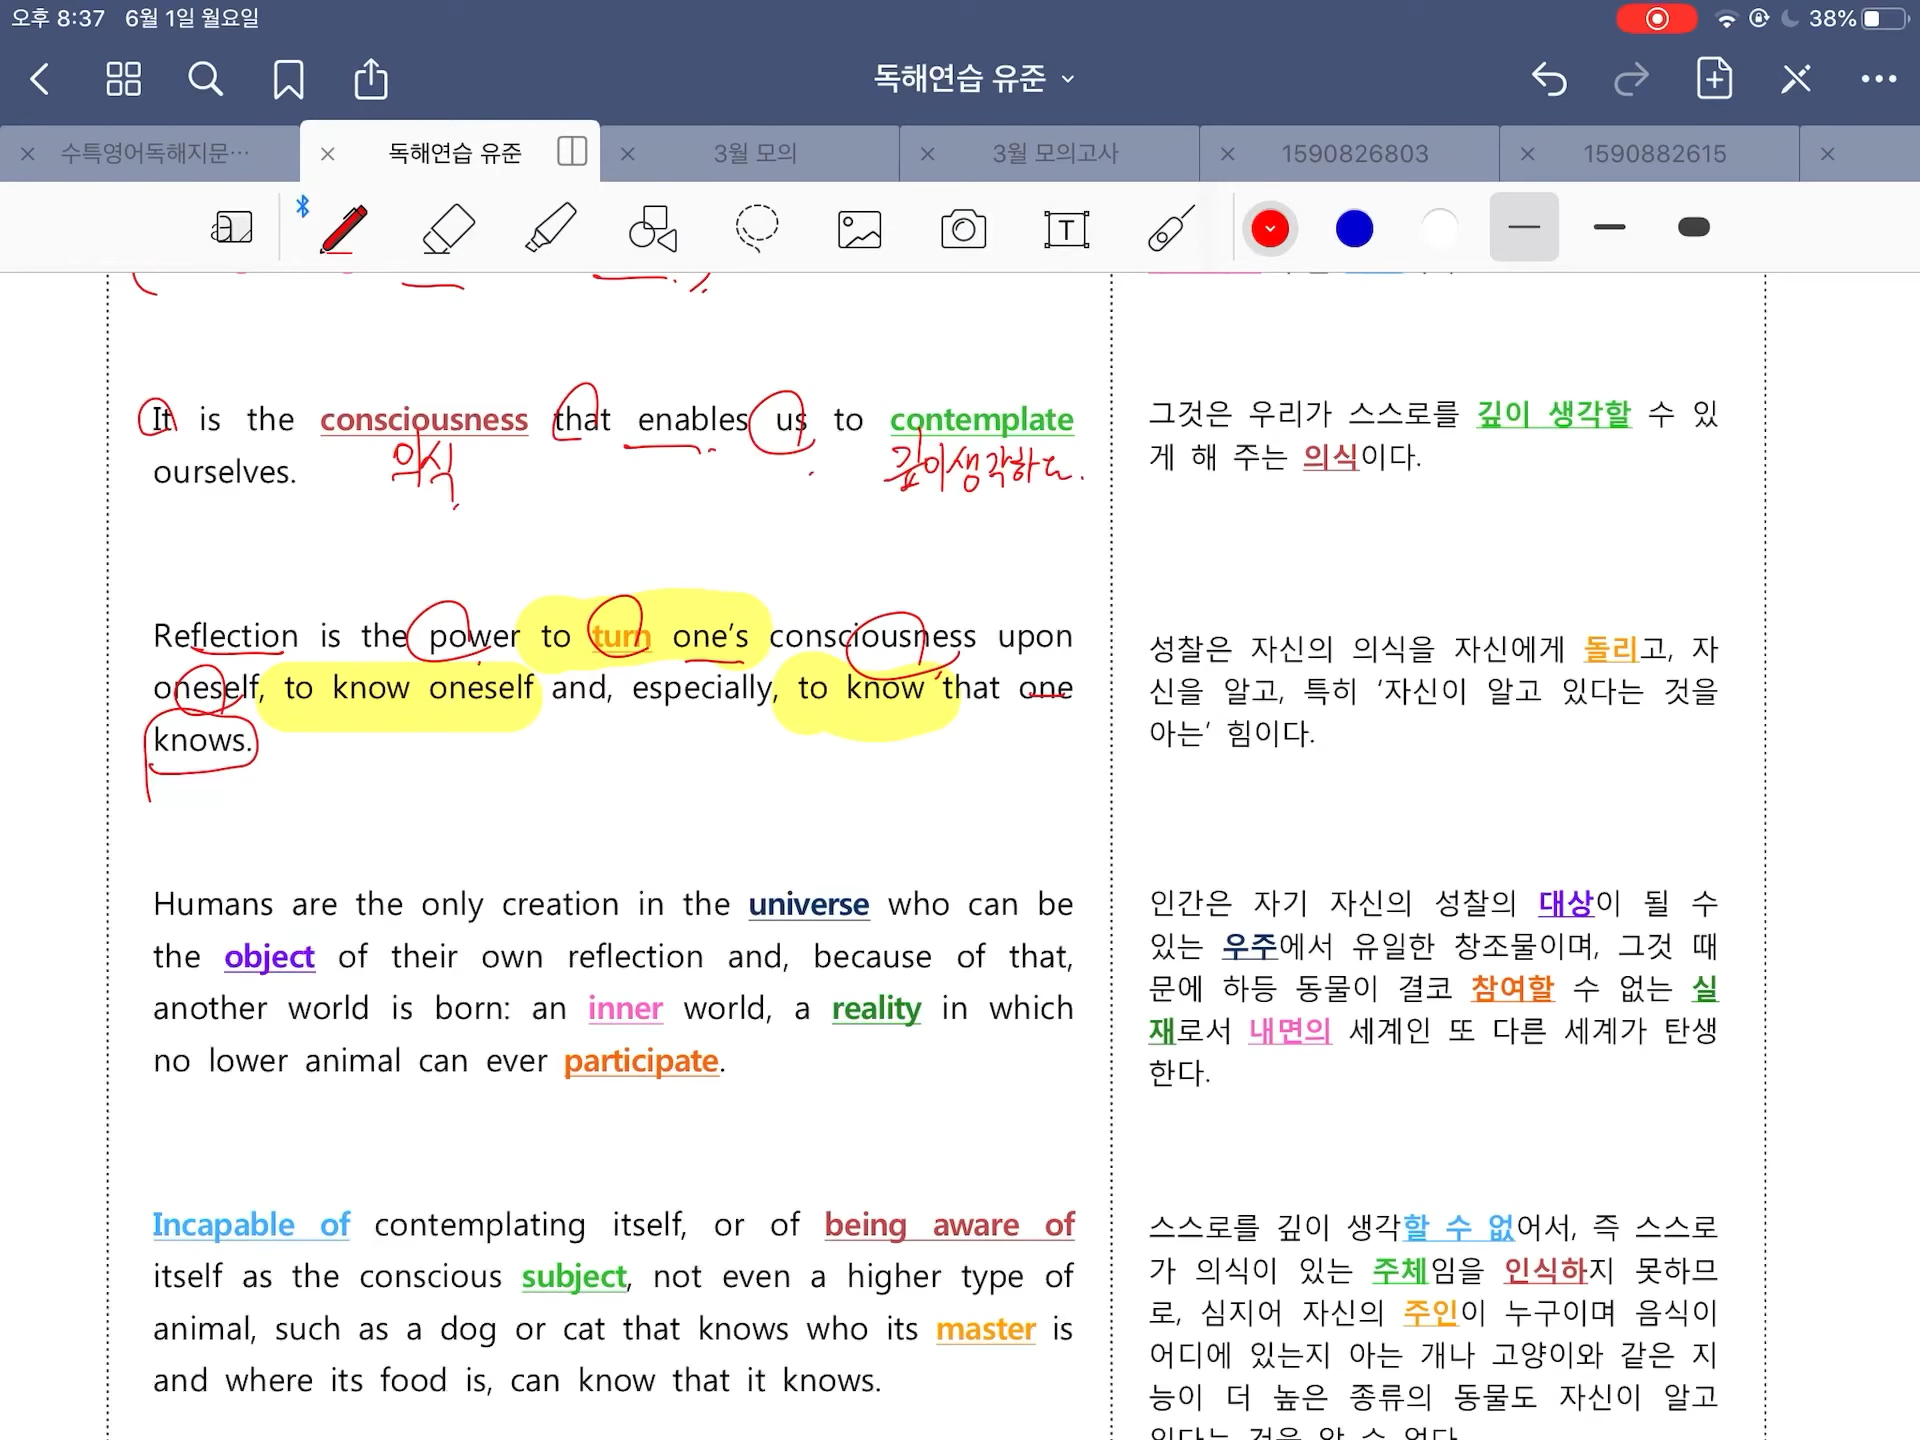 오후 8:37 6월 1일 월요일
38%
독해연습 유준
수특영어독해지문…
독해연습 유준
3월 모의
3월 모의고사
1590826803
1590882615
It is the consciousness that enables us to contemplate
의식
깊이생각하는
ourselves.
Reflection is the power to turn one's consciousness upon
oneself, to know oneself and, especially, to know that one
knows.
Humans are the only creation in the universe who can be
the object of their own reflection and, because of that,
another world is born: an inner world, a reality in which
no lower animal can ever participate.
Incapable of contemplating itself, or of being aware of
itself as the conscious subject, not even a higher type of
animal, such as a dog or cat that knows who its master is
and where its food is, can know that it knows.
그것은 우리가 스스로를 깊이 생각할 수 있
게 해 주는 의식이다.
성찰은 자신의 의식을 자신에게 돌리고, 자
신을 알고, 특히 '자신이 알고 있다는 것을
아는' 힘이다.
인간은 자기 자신의 성찰의 대상이 될 수
있는 우주에서 유일한 창조물이며, 그것 때
문에 하등 동물이 결코 참여할 수 없는 실
재로서 내면의 세계인 또 다른 세계가 탄생
한다.
스스로를 깊이 생각할 수 없어서, 즉 스스로
가 의식이 있는 주체임을 인식하지 못하므
로, 심지어 자신의 주인이 누구이며 음식이
어디에 있는지 아는 개나 고양이와 같은 지
능이 더 높은 종류의 동물도 자신이 알고
있다는 것을 알 수 없다.